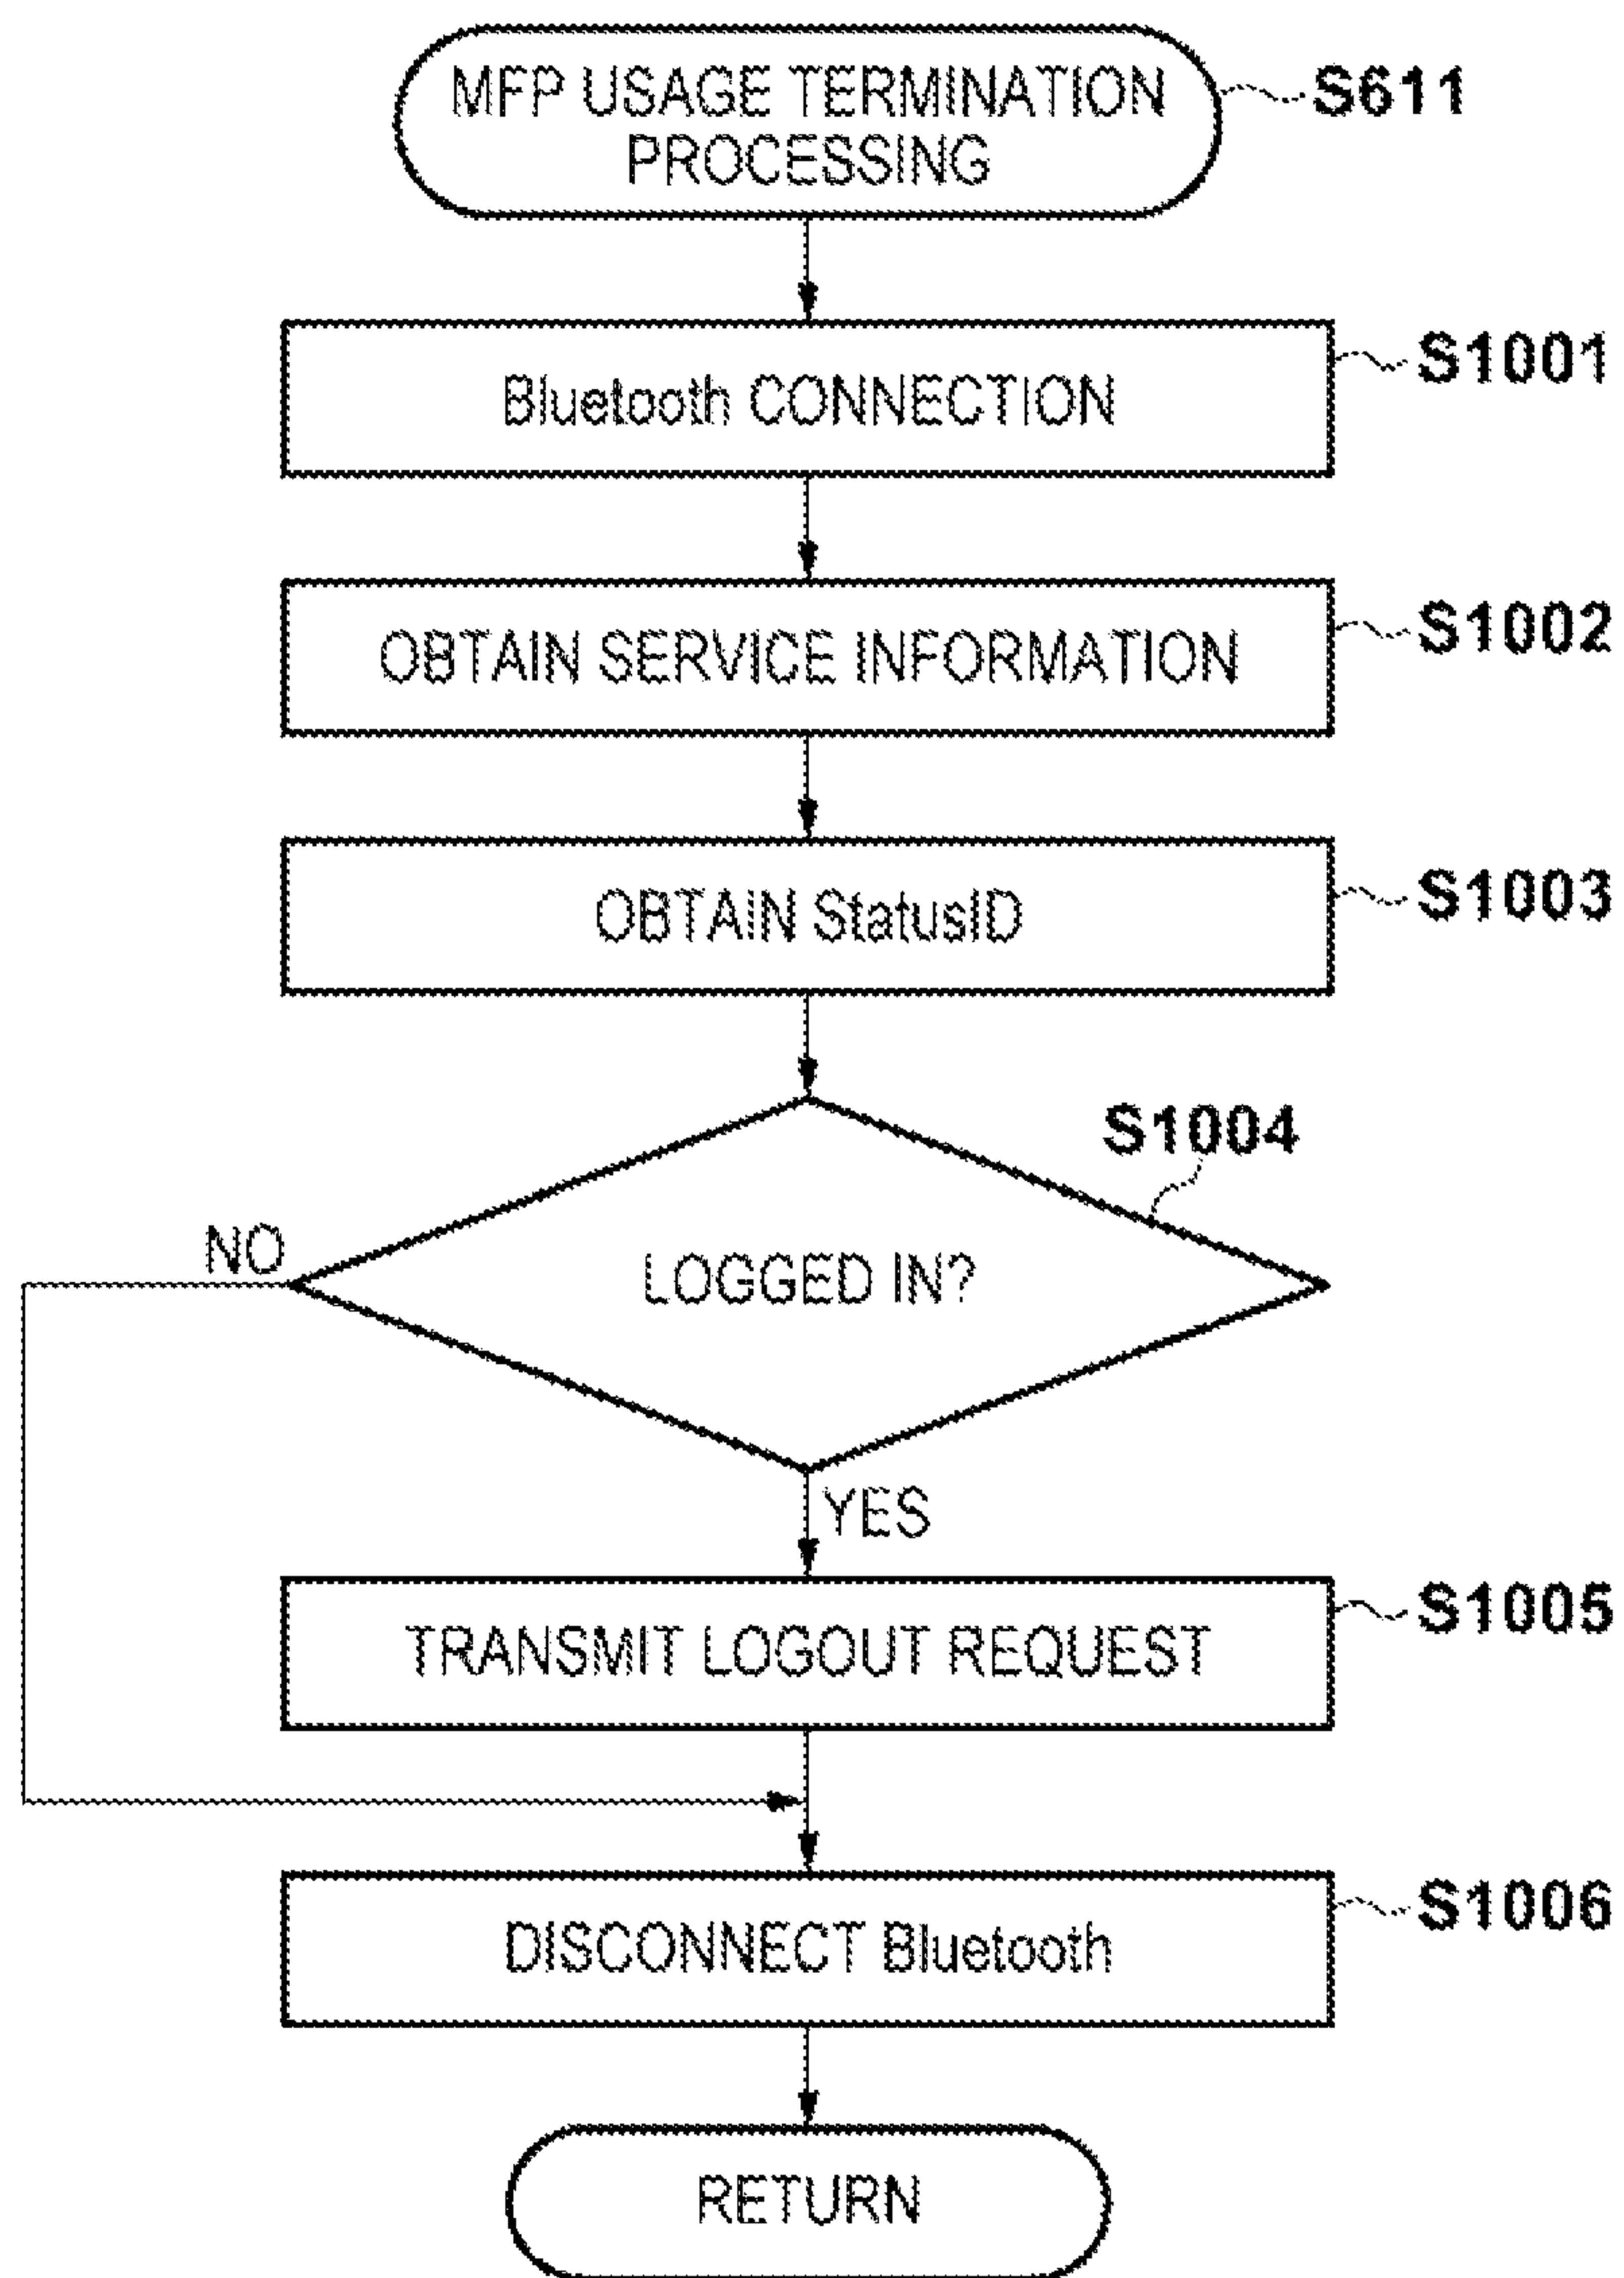 MFP USAGE TERMINATION
PROCESSING
S611
Bluetooth CONNECTION
S1001
OBTAIN SERVICE INFORMATION
S1002
OBTAIN StatusID
S1003
S1004
NO
LOGGED IN?
YES
TRANSMIT LOGOUT REQUEST
S1005
DISCONNECT Bluetooth
S1006
RETURN